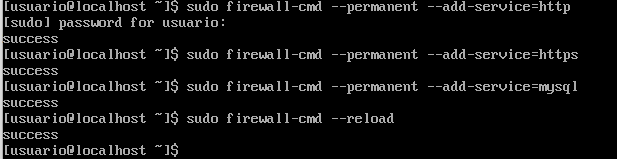 [usuario@localhost ~]$ sudo firewall-cmd --permanent --add-service=http
[sudo] password for usuario:
success
[usuario@localhost ~]$ sudo firewall-cmd --permanent --add-service=https
success
[usuario@localhost ~]$ sudo firewall-cmd --permanent --add-service=mysql
success
[usuario@localhost ~]$ sudo firewall-cmd --reload
success
[usuario@localhost ~]$